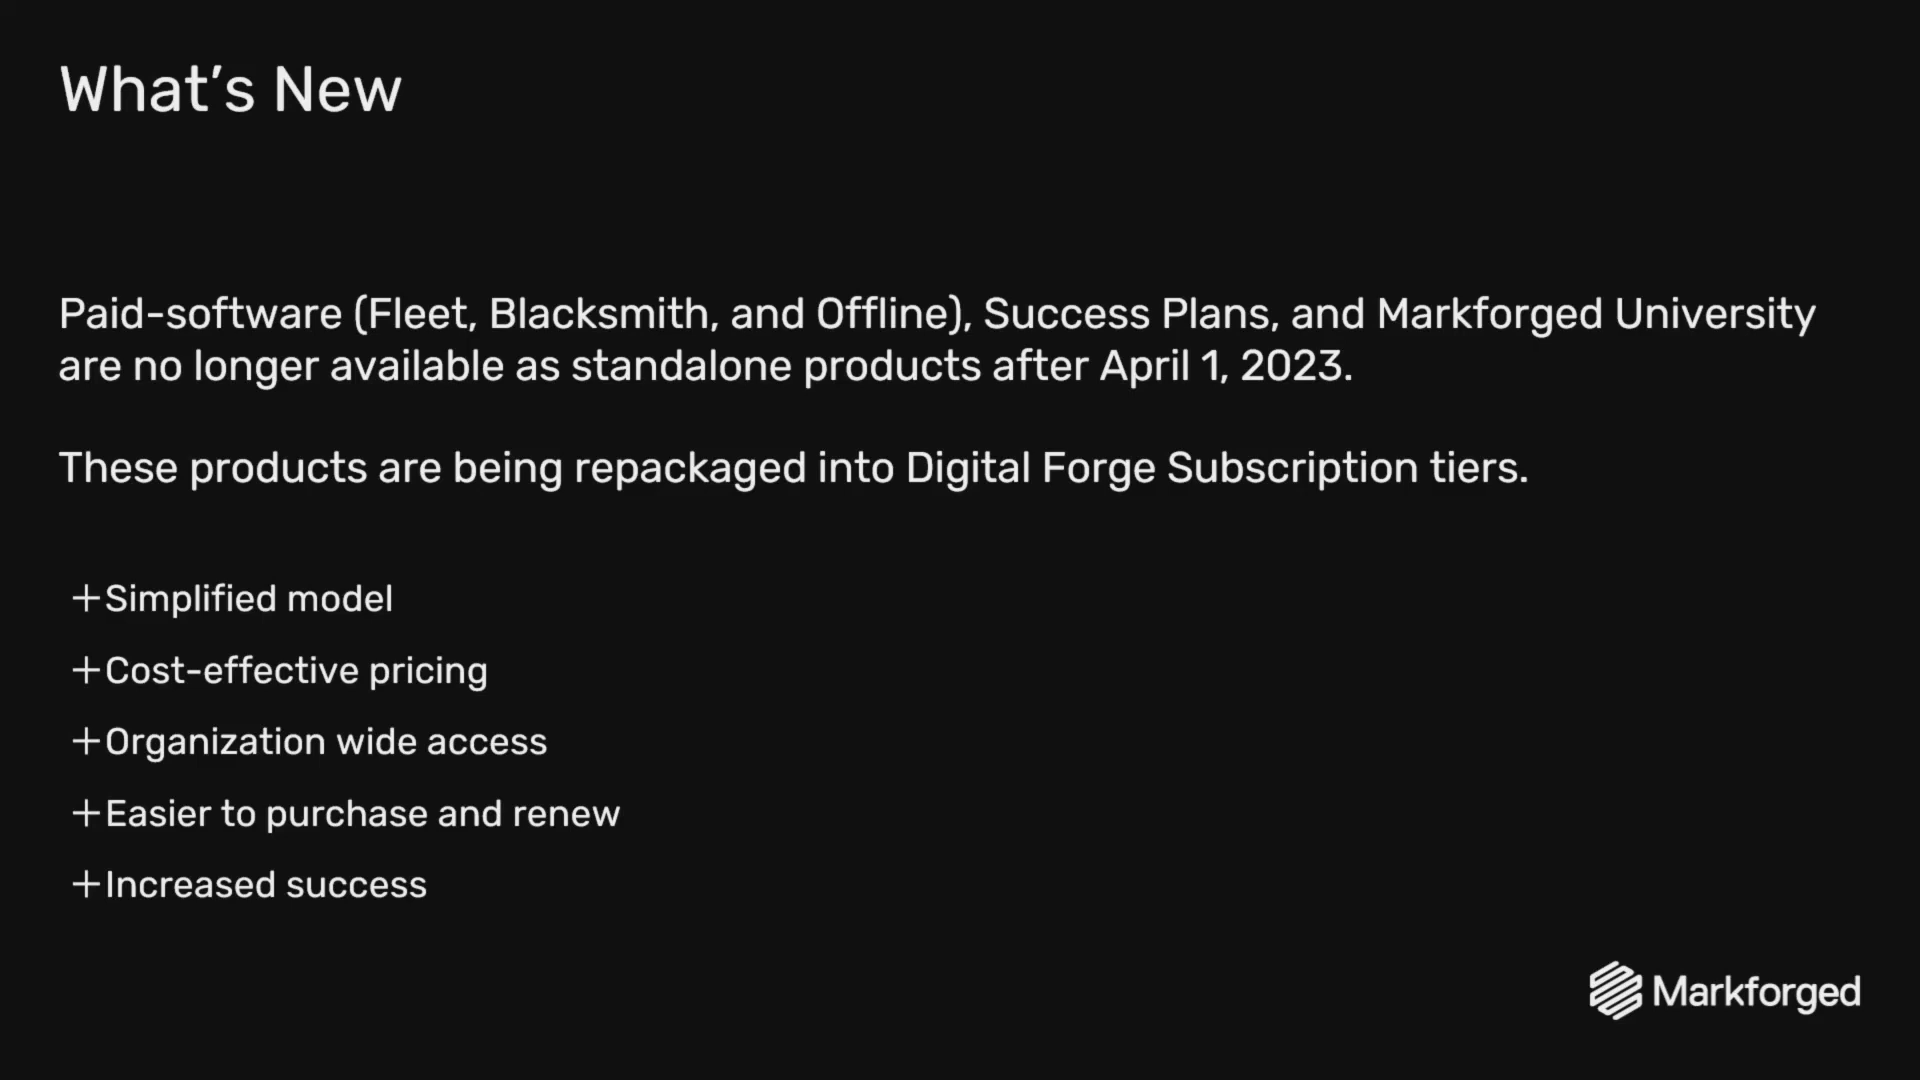 What’s New
Paid-software (Fleet, Blacksmith, and Offline), Success Plans, and Markforged University
are no longer available as standalone products after April 1, 2023.
These products are being repackaged into Digital Forge Subscription tiers.
+Simplified model
+Cost-effective pricing
+Organization wide access
+Easier to purchase and renew
+Increased success
Markforged